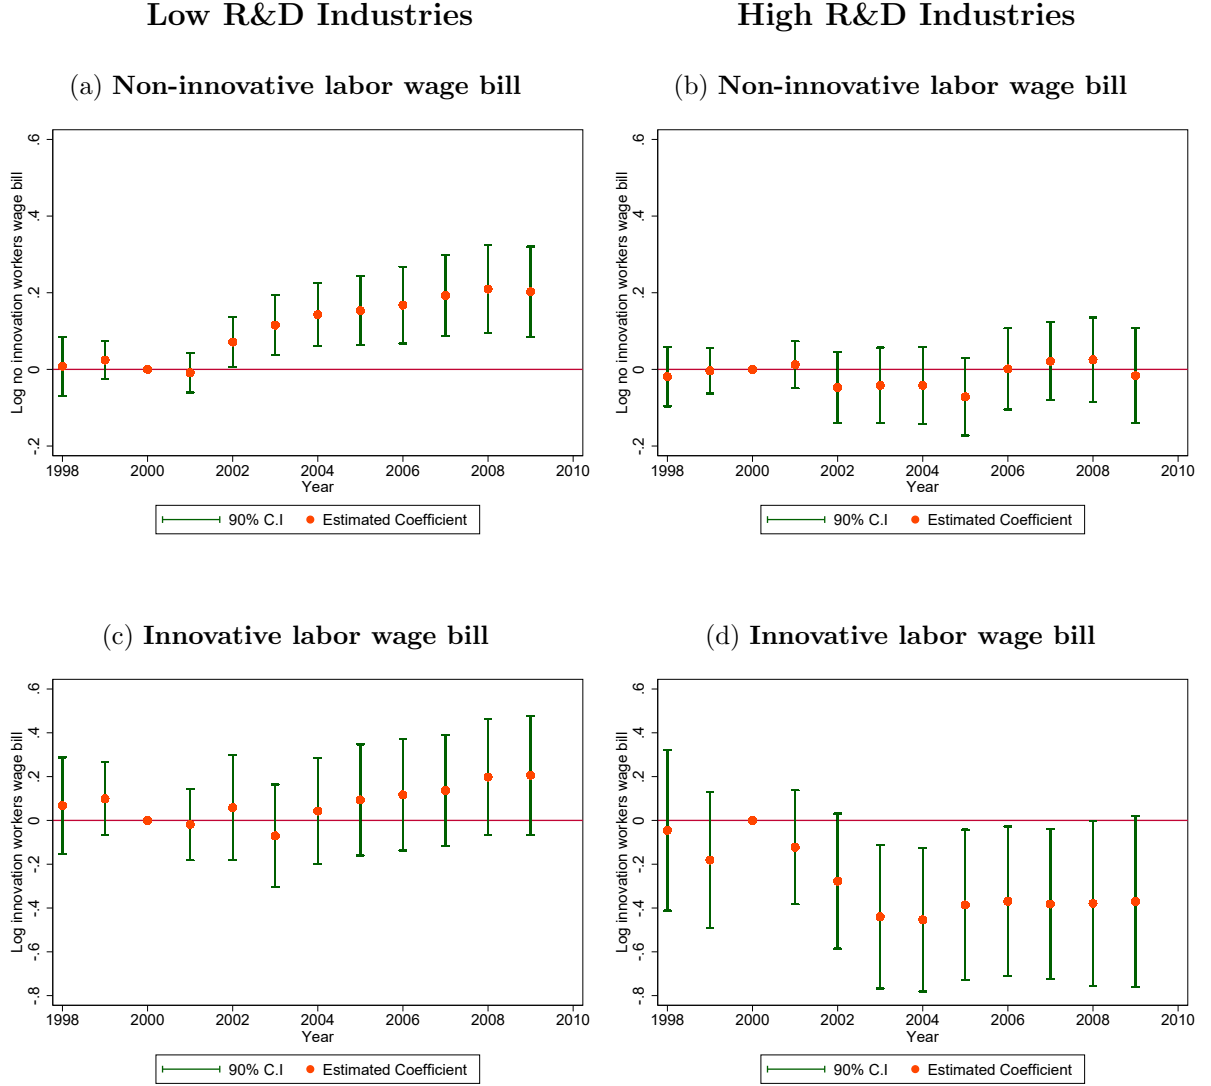 Low R&D Industries
High R&D Industries
(a) Non-innovative labor wage bill
(b) Non-innovative labor wage bill
Log no innovation workers wage bill
.6
.4
.2
0
-.2
1998 2000 2002 2004 2006 2008 2010
Year
90% C.I Estimated Coefficient
Log no innovation workers wage bill
.6
.4
.2
0
-.2
1998 2000 2002 2004 2006 2008 2010
Year
90% C.I Estimated Coefficient
(c) Innovative labor wage bill
(d) Innovative labor wage bill
Log innovation workers wage bill
.6
.4
.2
0
-.2
-.4
-.6
-.8
1998 2000 2002 2004 2006 2008 2010
Year
90% C.I Estimated Coefficient
Log innovation workers wage bill
.6
.4
.2
0
-.2
-.4
-.6
-.8
1998 2000 2002 2004 2006 2008 2010
Year
90% C.I Estimated Coefficient